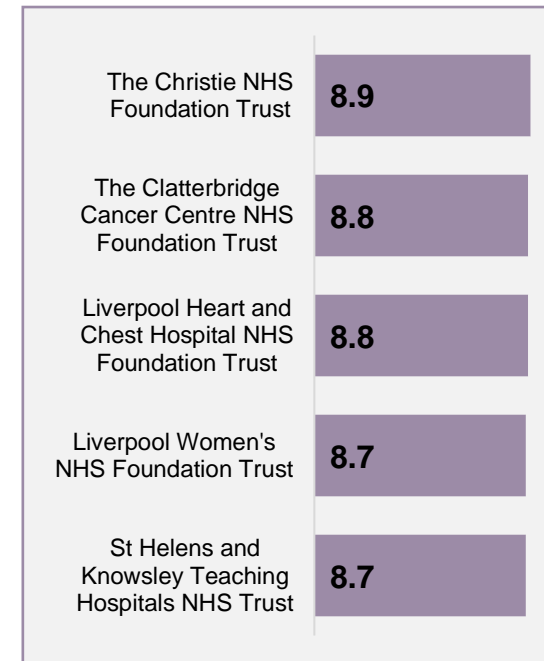 The Christie NHS
Foundation Trust
8.9
The Clatterbridge
Cancer Centre NHS
Foundation Trust
8.8
Liverpool Heart and
Chest Hospital NHS
Foundation Trust
8.8
Liverpool Women's
NHS Foundation Trust
8.7
St Helens and
Knowsley Teaching
Hospitals NHS Trust
8.7